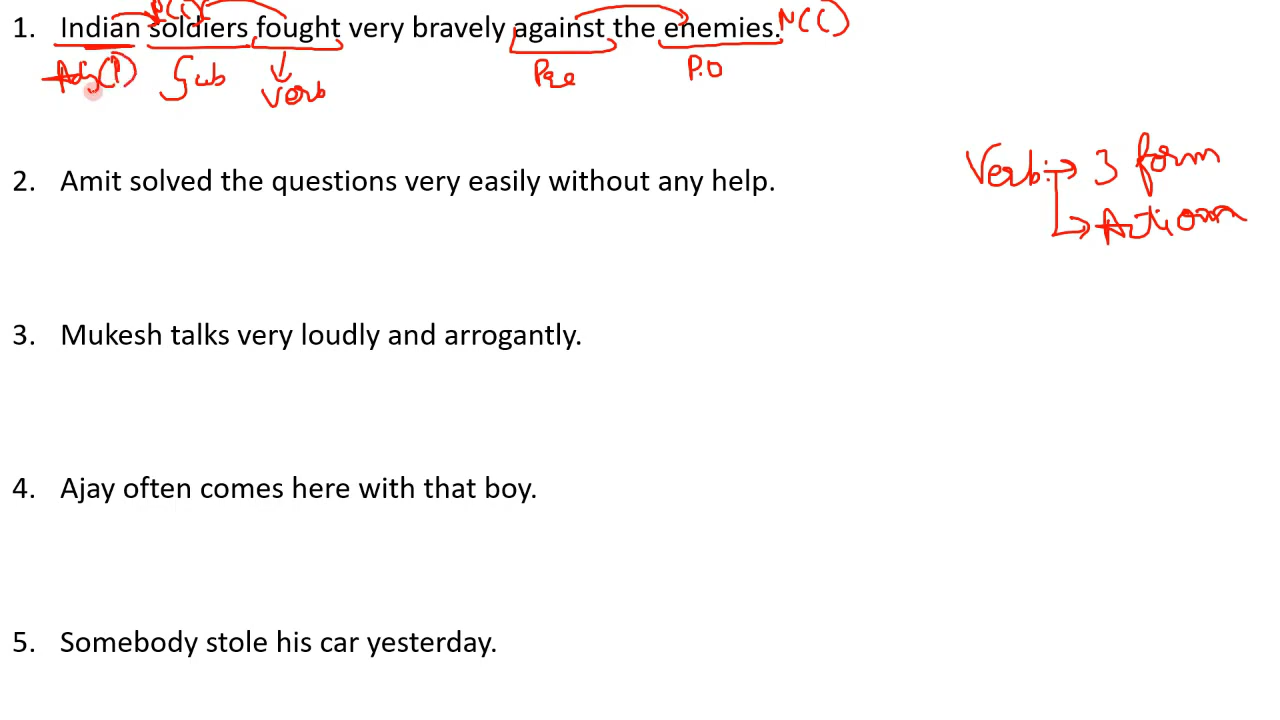 N(C)
1. Indian soldiers fought very bravely against the enemies. N(C)
Adj(P) Sub Verb Pre P.O
Verb:→ 3 form
↳ Action
2. Amit solved the questions very easily without any help.
3. Mukesh talks very loudly and arrogantly.
4. Ajay often comes here with that boy.
5. Somebody stole his car yesterday.